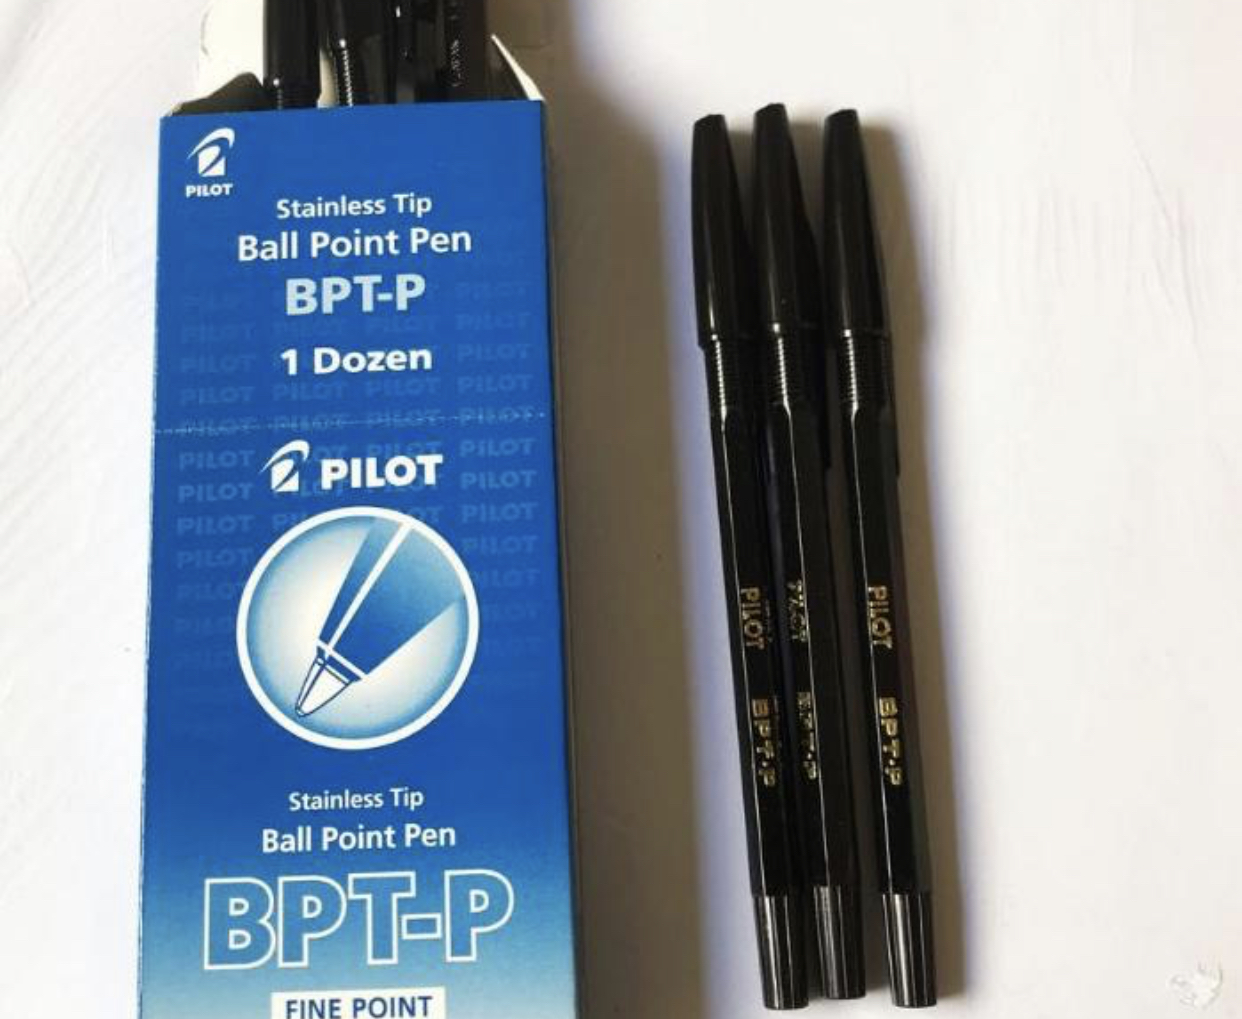 PILOT
Stainless Tip
Ball Point Pen
BPT-P
1 Dozen
PILOT
Stainless Tip
Ball Point Pen
BPT-P
FINE POINT
PILOT BPT-P
PILOT BPT-P
PILOT BPT-P